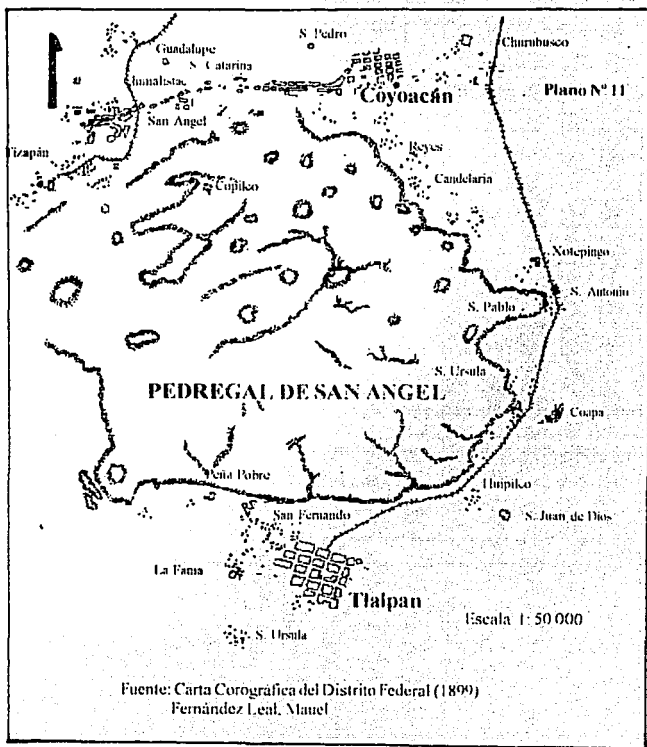 S. Pedro
Churubusco
Guadalupe
S. Catarina
Chimalistac
Coyoacán
Plano Nº 11
San Angel
Tizapán
Reyes
Copilco
Candelaria
Xotepingo
S. Antonio
S. Pablo
S. Ursula
PEDREGAL DE SAN ANGEL
Coapa
Peña Pobre
Huipilco
San Fernando
S. Juan de Dios
La Fama
Tlalpan
Escala 1: 50 000
S. Ursula
Fuente: Carta Corográfica del Distrito Federal (1899)
Fernández Leal, Mauel